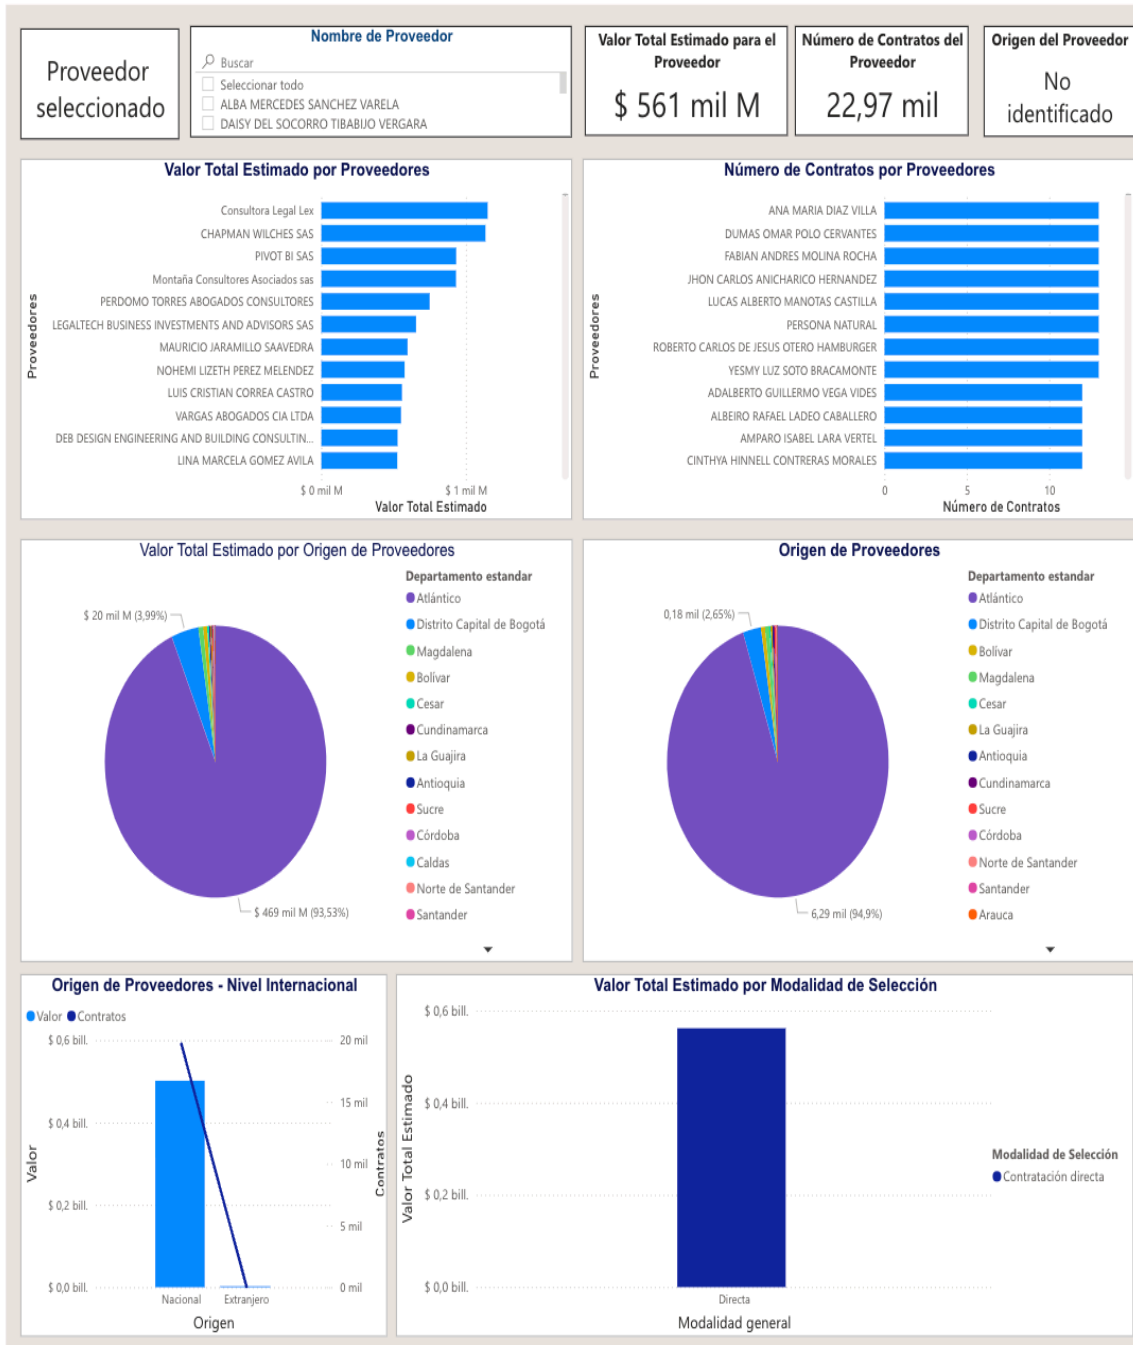 Proveedor
seleccionado
Nombre de Proveedor
Buscar
Seleccionar todo
ALBA MERCEDES SANCHEZ VARELA
DAISY DEL SOCORRO TIBABIJO VERGARA
Valor Total Estimado para el
Proveedor
$ 561 mil M
Número de Contratos del
Proveedor
22,97 mil
Origen del Proveedor
No
identificado
Valor Total Estimado por Proveedores
Proveedores
Consultora Legal Lex
CHAPMAN WILCHES SAS
PIVOT BI SAS
Montaña Consultores Asociados sas
PERDOMO TORRES ABOGADOS CONSULTORES
LEGALTECH BUSINESS INVESTMENTS AND ADVISORS SAS
MAURICIO JARAMILLO SAAVEDRA
NOHEMI LIZETH PEREZ MELENDEZ
LUIS CRISTIAN CORREA CASTRO
VARGAS ABOGADOS CIA LTDA
DEB DESIGN ENGINEERING AND BUILDING CONSULTIN...
LINA MARCELA GOMEZ AVILA
$ 0 mil M $ 1 mil M
Valor Total Estimado
Número de Contratos por Proveedores
Proveedores
ANA MARIA DIAZ VILLA
DUMAS OMAR POLO CERVANTES
FABIAN ANDRES MOLINA ROCHA
JHON CARLOS ANICHARICO HERNANDEZ
LUCAS ALBERTO MANOTAS CASTILLA
PERSONA NATURAL
ROBERTO CARLOS DE JESUS OTERO HAMBURGER
YESMY LUZ SOTO BRACAMONTE
ADALBERTO GUILLERMO VEGA VIDES
ALBEIRO RAFAEL LADEO CABALLERO
AMPARO ISABEL LARA VERTEL
CINTHYA HINNELL CONTRERAS MORALES
0 5 10
Número de Contratos
Valor Total Estimado por Origen de Proveedores
$ 20 mil M (3,99%)
$ 469 mil M (93,53%)
Departamento estandar
Atlántico
Distrito Capital de Bogotá
Magdalena
Bolívar
Cesar
Cundinamarca
La Guajira
Antioquia
Sucre
Córdoba
Caldas
Norte de Santander
Santander
Origen de Proveedores
0,18 mil (2,65%)
6,29 mil (94,9%)
Departamento estandar
Atlántico
Distrito Capital de Bogotá
Bolívar
Magdalena
Cesar
La Guajira
Antioquia
Cundinamarca
Sucre
Córdoba
Norte de Santander
Santander
Arauca
Origen de Proveedores - Nivel Internacional
Valor Contratos
Valor
$ 0,6 bill.
$ 0,4 bill.
$ 0,2 bill.
$ 0,0 bill.
20 mil
15 mil
10 mil
5 mil
0 mil
Contratos
Nacional Extranjero
Origen
Valor Total Estimado por Modalidad de Selección
Valor Total Estimado
$ 0,6 bill.
$ 0,4 bill.
$ 0,2 bill.
$ 0,0 bill.
Directa
Modalidad general
Modalidad de Selección
Contratación directa